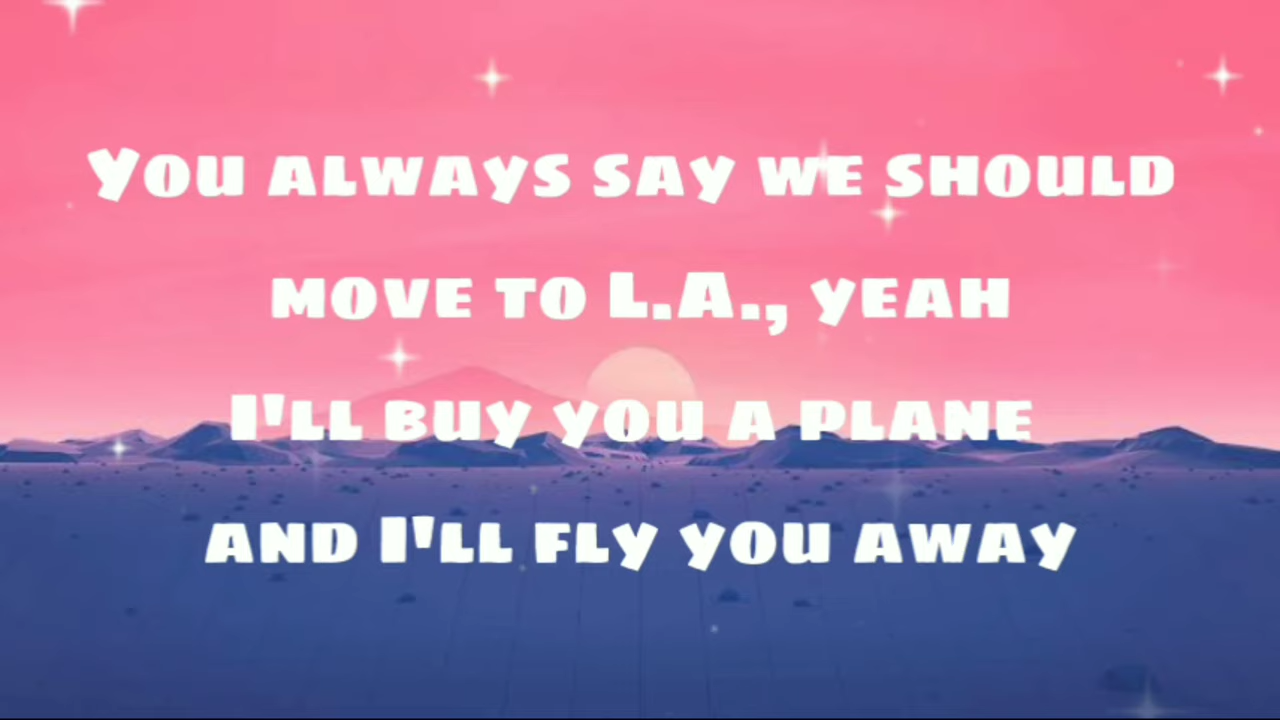 You always say we should
move to L.A., yeah
I'll buy you a plane
and I'll fly you away